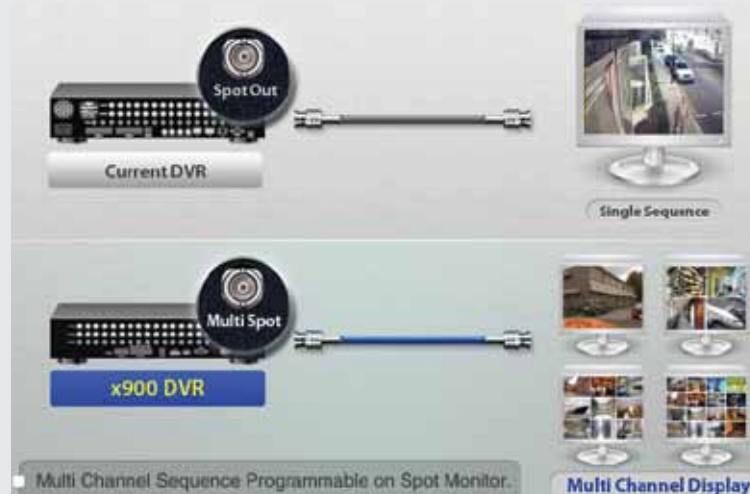 Spot Out
Current DVR
Single Sequence
Multi Spot
x900 DVR
Multi Channel Sequence Programmable on Spot Monitor.
Multi Channel Display